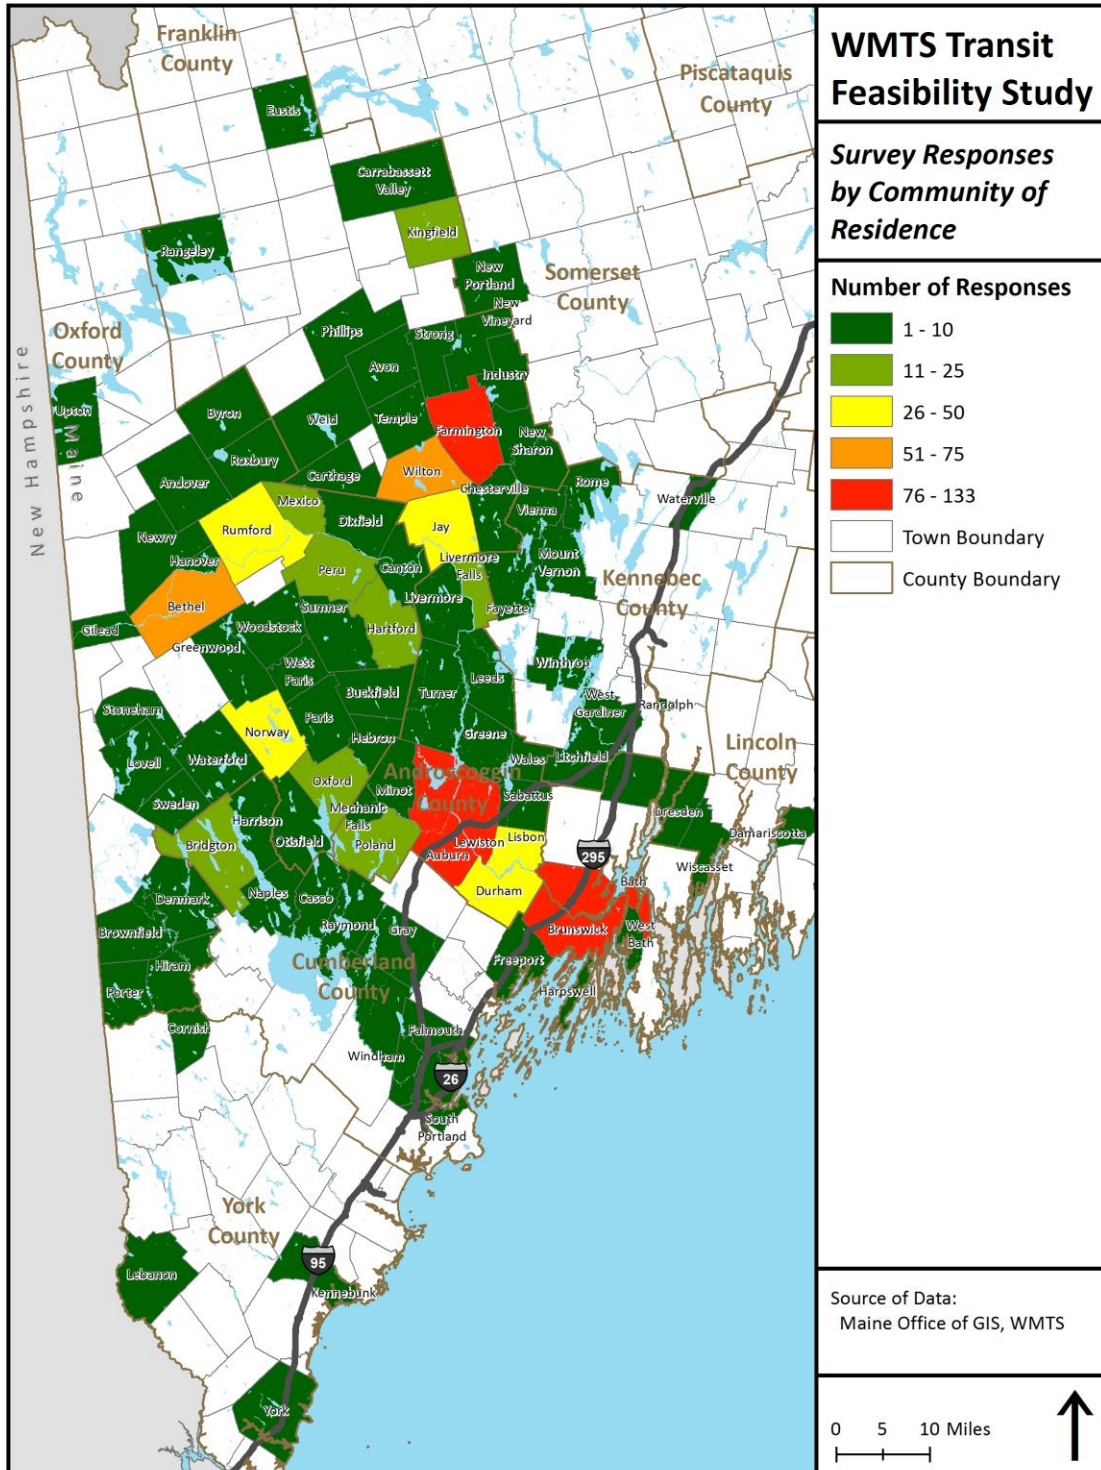 WMTS Transit
Feasibility Study
Survey Responses
by Community of
Residence
Number of Responses
1 - 10
11 - 25
26 - 50
51 - 75
76 - 133
Town Boundary
County Boundary
Source of Data:
Maine Office of GIS, WMTS
0 5 10 Miles
Franklin
County
Piscataquis
County
Eustis
Carrabassett
Valley
Kingfield
Rangeley
New
Portland
Somerset
County
New
Vineyard
Oxford
County
Phillips
Strong
Avon
Industry
New Hampshire
Maine
Upton
Byron
Weld
Temple
Farmington
New
Sharon
Roxbury
Carthage
Wilton
Andover
Chesterville
Rome
Waterville
Mexico
Vienna
Rumford
Dixfield
Jay
Newry
Hanover
Livermore
Falls
Mount
Vernon
Peru
Canton
Kennebec
County
Bethel
Sumner
Livermore
Fayette
Gilead
Woodstock
Hartford
Greenwood
West
Paris
Winthrop
Buckfield
Turner
Leeds
West
Gardiner
Randolph
Stoneham
Paris
Norway
Hebron
Greene
Lincoln
County
Lovell
Waterford
Wales
Litchfield
Androscoggin
County
Oxford
Minot
Sabattus
Sweden
Harrison
Mechanic
Falls
Dresden
Otisfield
Poland
Lewiston
Lisbon
Damariscotta
Bridgton
Auburn
295
Wiscasset
Durham
Bath
Denmark
Naples
Casco
Brownfield
Raymond
Gray
Brunswick
West
Bath
Hiram
Cumberland
County
Freeport
Porter
Harpswell
Cornish
Falmouth
Windham
26
South
Portland
York
County
95
Lebanon
Kennebunk
York